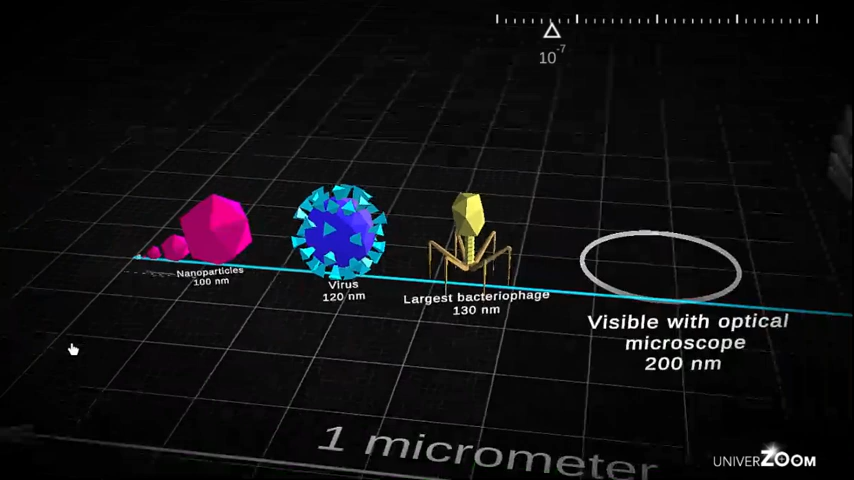 10-7
Nanoparticles
100 nm
Virus
120 nm
Largest bacteriophage
130 nm
Visible with optical
microscope
200 nm
1 micrometer
UNIVERZOOM